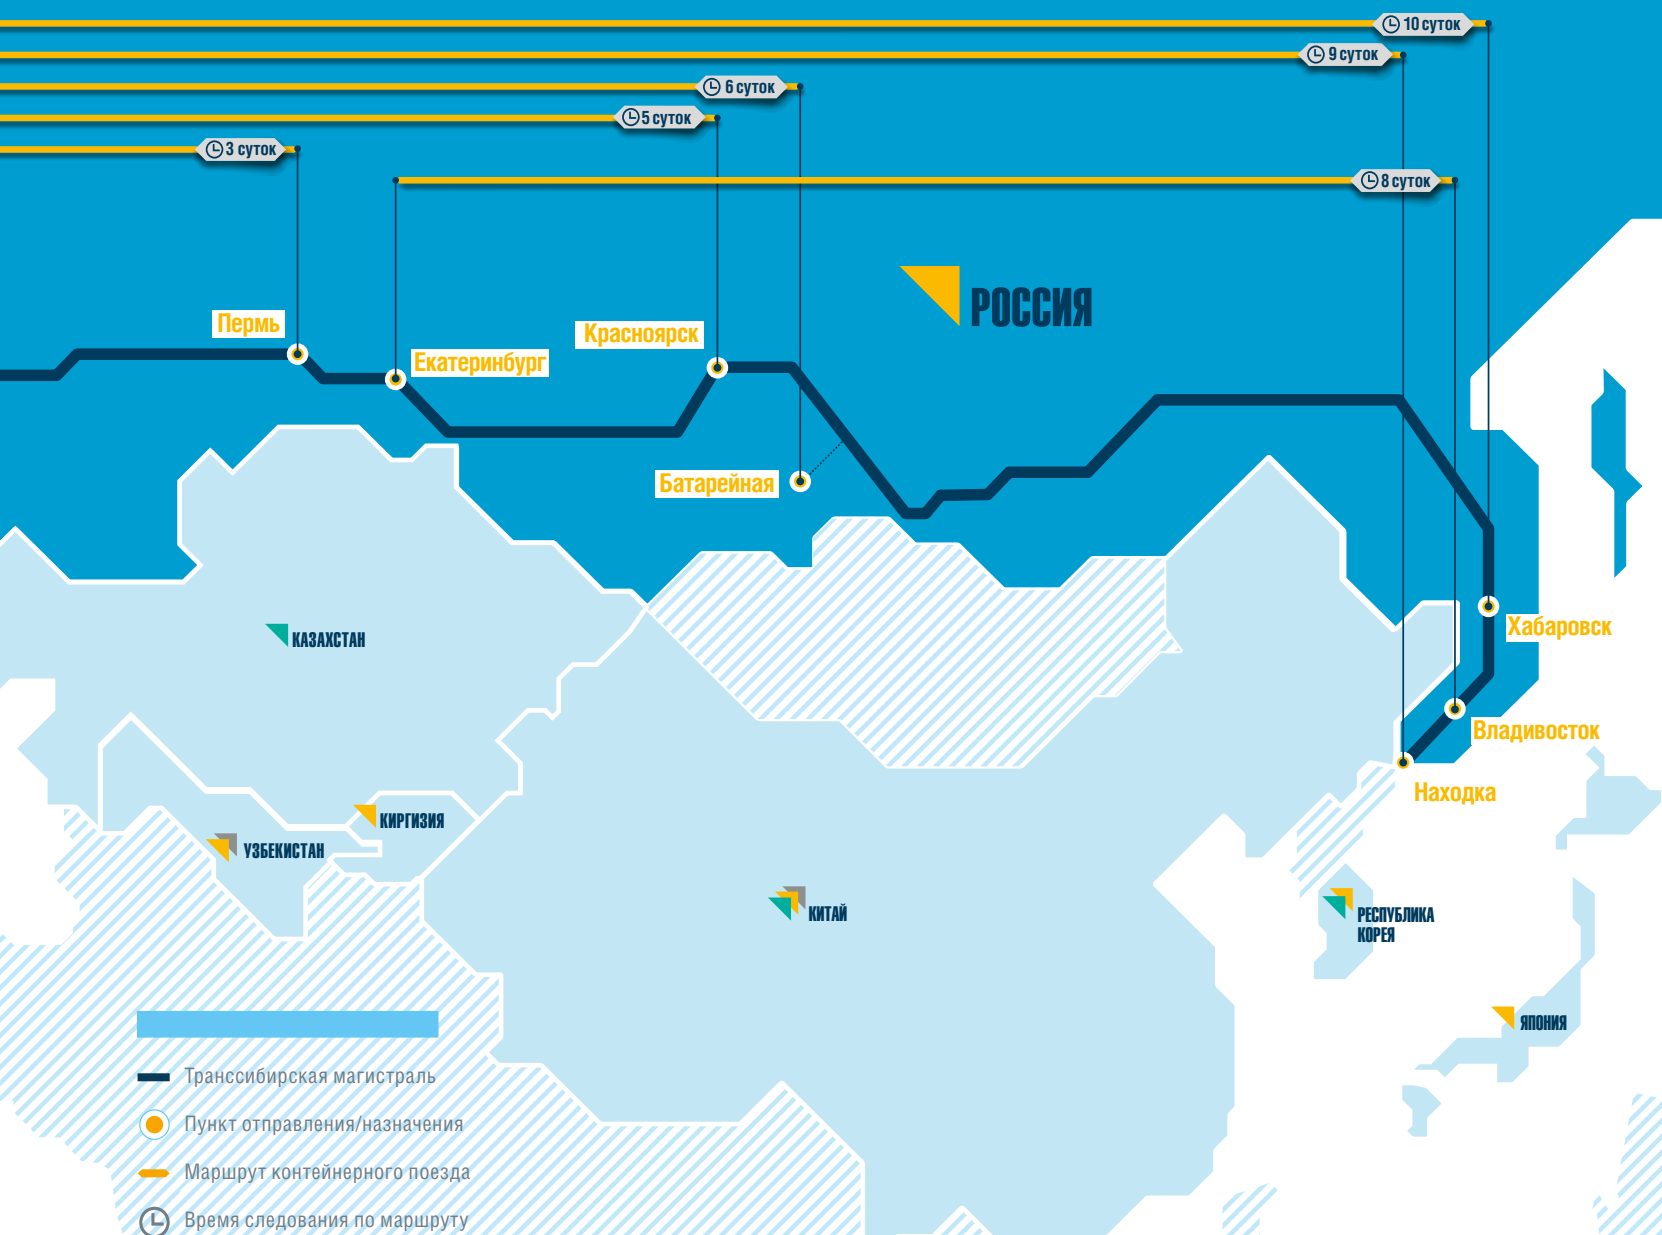 10 суток
9 суток
6 суток
5 суток
3 суток
8 суток
РОССИЯ
Пермь
Красноярск
Екатеринбург
Батарейная
Хабаровск
КАЗАХСТАН
Владивосток
Находка
КИРГИЗИЯ
УЗБЕКИСТАН
КИТАЙ
РЕСПУБЛИКА
КОРЕЯ
ЯПОНИЯ
Транссибирская магистраль
Пункт отправления/назначения
Маршрут контейнерного поезда
Время следования по маршруту